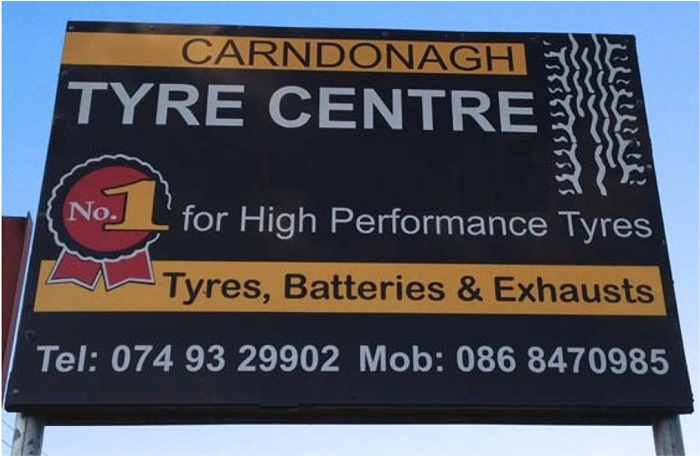 CARNDONAGH
TYRE CENTRE
No.1 for High Performance Tyres
Tyres, Batteries & Exhausts
Tel: 074 93 29902 Mob: 086 8470985